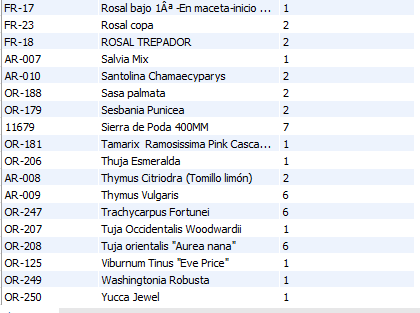 FR-17 Rosal bajo 1Âª -En maceta-inicio ... 1
FR-23 Rosal copa 2
FR-18 ROSAL TREPADOR 2
AR-007 Salvia Mix 1
AR-010 Santolina Chamaecyparys 2
OR-188 Sasa palmata 2
OR-179 Sesbania Punicea 2
11679 Sierra de Poda 400MM 7
OR-181 Tamarix  Ramosissima Pink Casca... 1
OR-206 Thuja Esmeralda 1
AR-008 Thymus Citriodra (Tomillo limón) 2
AR-009 Thymus Vulgaris 6
OR-247 Trachycarpus Fortunei 6
OR-207 Tuja Occidentalis Woodwardii 1
OR-208 Tuja orientalis "Aurea nana" 6
OR-125 Viburnum Tinus "Eve Price" 1
OR-249 Washingtonia Robusta 1
OR-250 Yucca Jewel 1